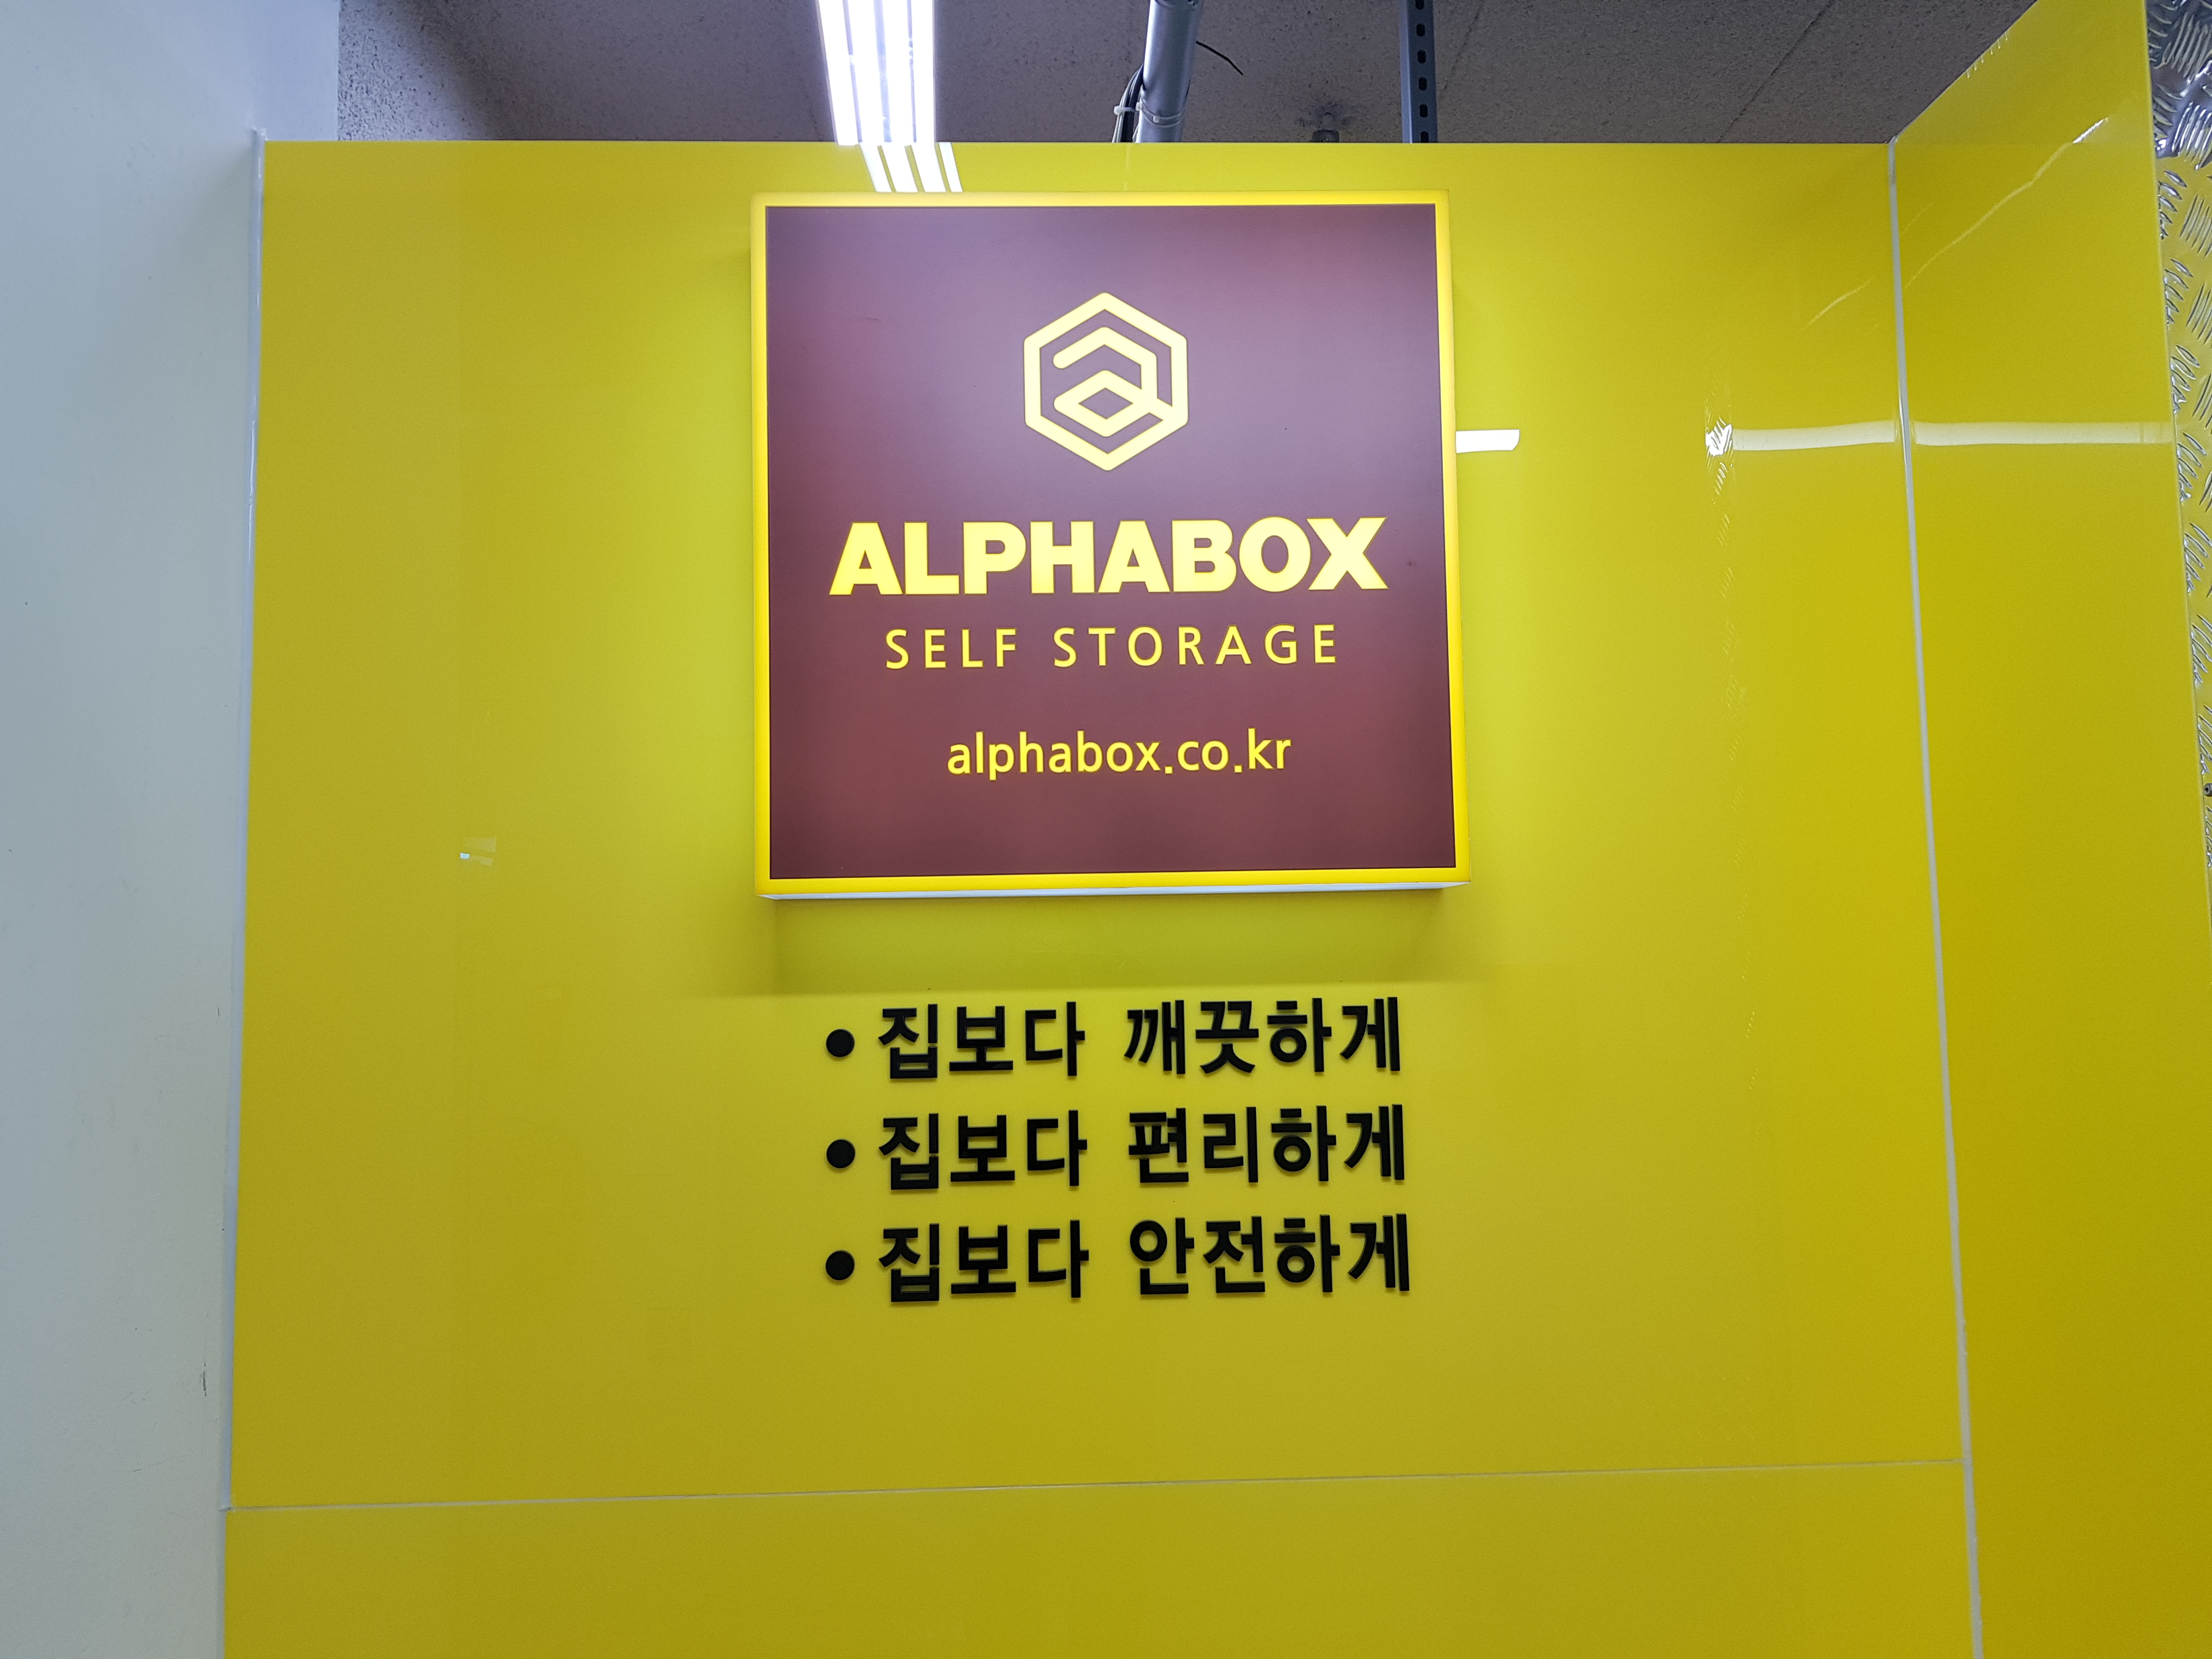 ALPHABOX
SELF STORAGE
alphabox.co.kr
• 집보다 깨끗하게
• 집보다 편리하게
• 집보다 안전하게